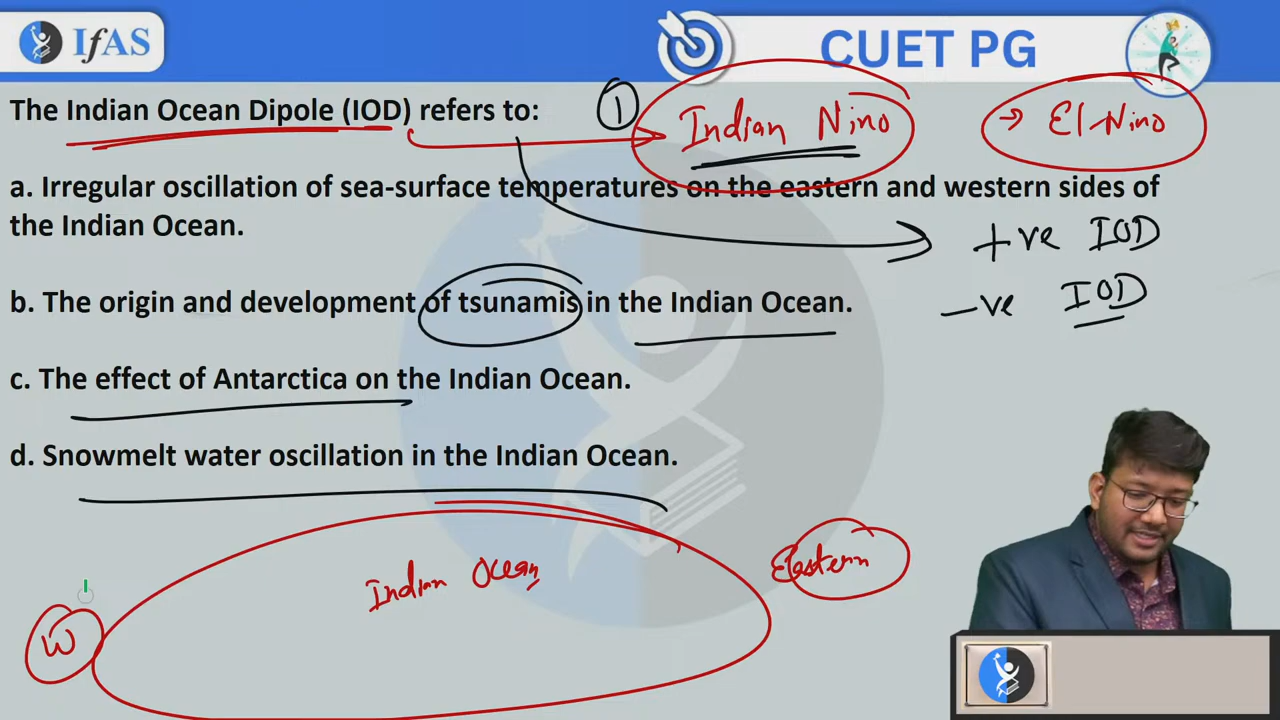 IfAS
CUET PG
The Indian Ocean Dipole (IOD) refers to:
1
Indian Nino
→ El-Nino
a. Irregular oscillation of sea-surface temperatures on the eastern and western sides of
the Indian Ocean.
+ve IOD
b. The origin and development of tsunamis in the Indian Ocean.
-ve IOD
c. The effect of Antarctica on the Indian Ocean.
d. Snowmelt water oscillation in the Indian Ocean.
Indian Ocean
Eastern
W